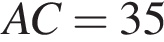 AC = 35